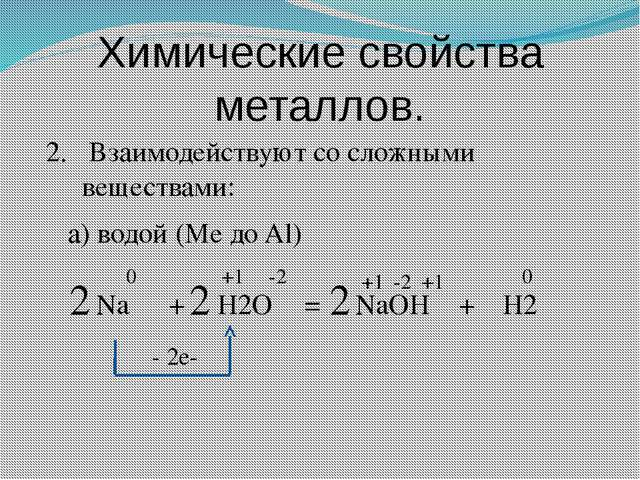 Химические свойства
металлов.
2. Взаимодействуют со сложными
веществами:
а) водой (Ме до Al)
0 +1 -2 +1 -2 +1 0
2 Na + 2 H2O = 2 NaOH + H2
- 2e-